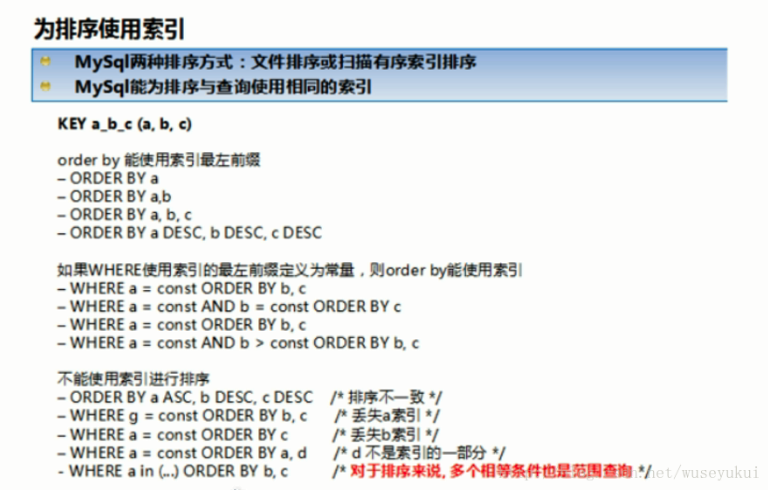 为排序使用索引
MySql两种排序方式：文件排序或扫描有序索引排序
MySql能为排序与查询使用相同的索引
KEY a_b_c (a, b, c)
order by 能使用索引最左前缀
– ORDER BY a
– ORDER BY a,b
– ORDER BY a, b, c
– ORDER BY a DESC, b DESC, c DESC
如果WHERE使用索引的最左前缀定义为常量，则order by能使用索引
– WHERE a = const ORDER BY b, c
– WHERE a = const AND b = const ORDER BY c
– WHERE a = const ORDER BY b, c
– WHERE a = const AND b > const ORDER BY b, c
不能使用索引进行排序
– ORDER BY a ASC, b DESC, c DESC /* 排序不一致 */
– WHERE g = const ORDER BY b, c /* 丢失a索引 */
– WHERE a = const ORDER BY c /* 丢失b索引 */
– WHERE a = const ORDER BY a, d /* d 不是索引的一部分 */
- WHERE a in (...) ORDER BY b, c /* 对于排序来说, 多个相等条件也是范围查询 */
net/wuseyukui